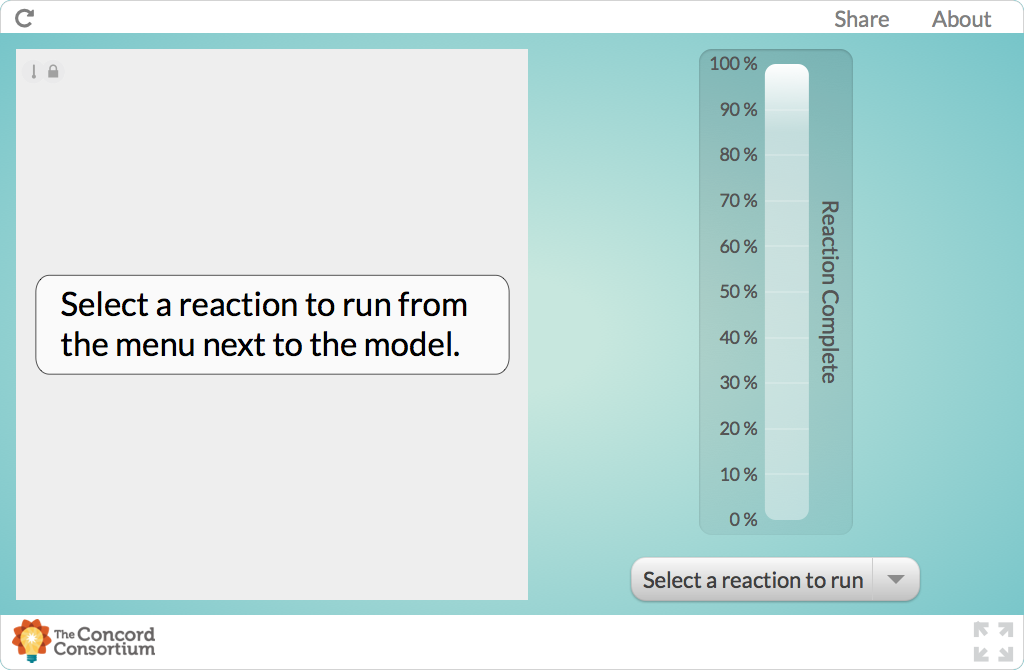 Share
About
Select a reaction to run from
the menu next to the model.
100 %
90 %
80 %
70 %
60 %
50 %
40 %
30 %
20 %
10 %
0 %
Reaction Complete
Select a reaction to run
The Concord
Consortium